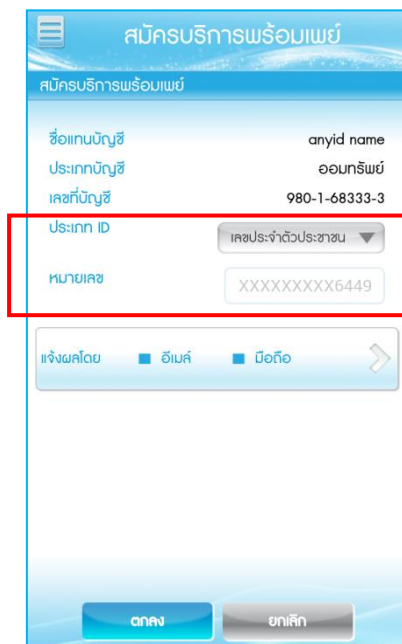 สมัครบริการพร้อมเพย์
สมัครบริการพร้อมเพย์
ชื่อแทนบัญชี anyid name
ประเภทบัญชี ออมทรัพย์
เลขที่บัญชี 980-1-68333-3
ประเภท ID เลขประจำตัวประชาชน
หมายเลข XXXXXXXXX6449
แจ้งผลโดย อีเมล์ มือถือ
ตกลง ยกเลิก